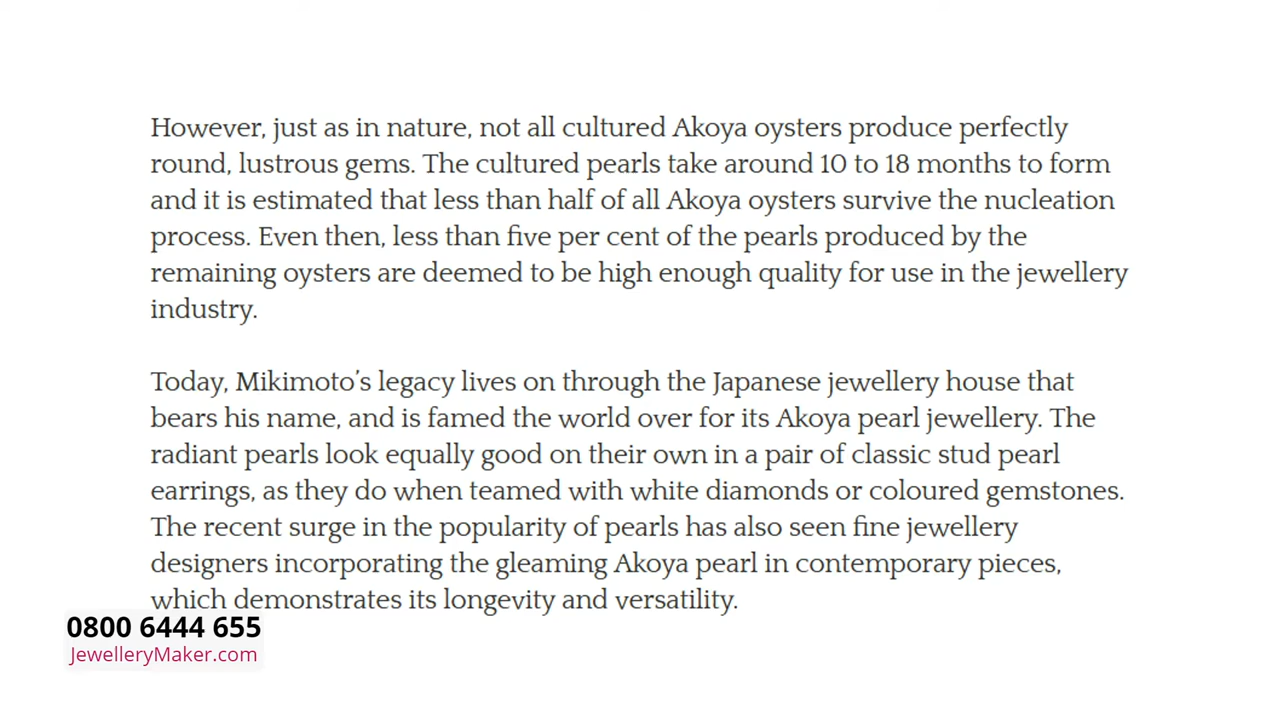 However, just as in nature, not all cultured Akoya oysters produce perfectly
round, lustrous gems. The cultured pearls take around 10 to 18 months to form
and it is estimated that less than half of all Akoya oysters survive the nucleation
process. Even then, less than five per cent of the pearls produced by the
remaining oysters are deemed to be high enough quality for use in the jewellery
industry.
Today, Mikimoto's legacy lives on through the Japanese jewellery house that
bears his name, and is famed the world over for its Akoya pearl jewellery. The
radiant pearls look equally good on their own in a pair of classic stud pearl
earrings, as they do when teamed with white diamonds or coloured gemstones.
The recent surge in the popularity of pearls has also seen fine jewellery
designers incorporating the gleaming Akoya pearl in contemporary pieces,
which demonstrates its longevity and versatility.
0800 6444 655
JewelleryMaker.com